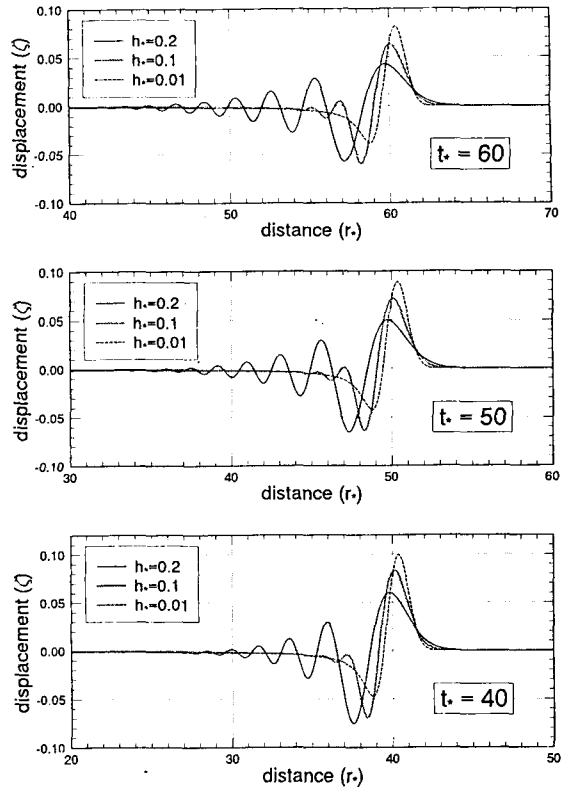 0.10
h*=0.2
h*=0.1
h*=0.01
0.05
0.00
-0.05
-0.10
displacement (ζ)
t* = 60
40 50 60 70
distance (r*)
0.10
h*=0.2
h*=0.1
h*=0.01
0.05
0.00
-0.05
-0.10
displacement (ζ)
t* = 50
30 40 50 60
distance (r*)
0.10
h*=0.2
h*=0.1
h*=0.01
0.05
0.00
-0.05
-0.10
displacement (ζ)
t* = 40
20 30 40 50
distance (r*)